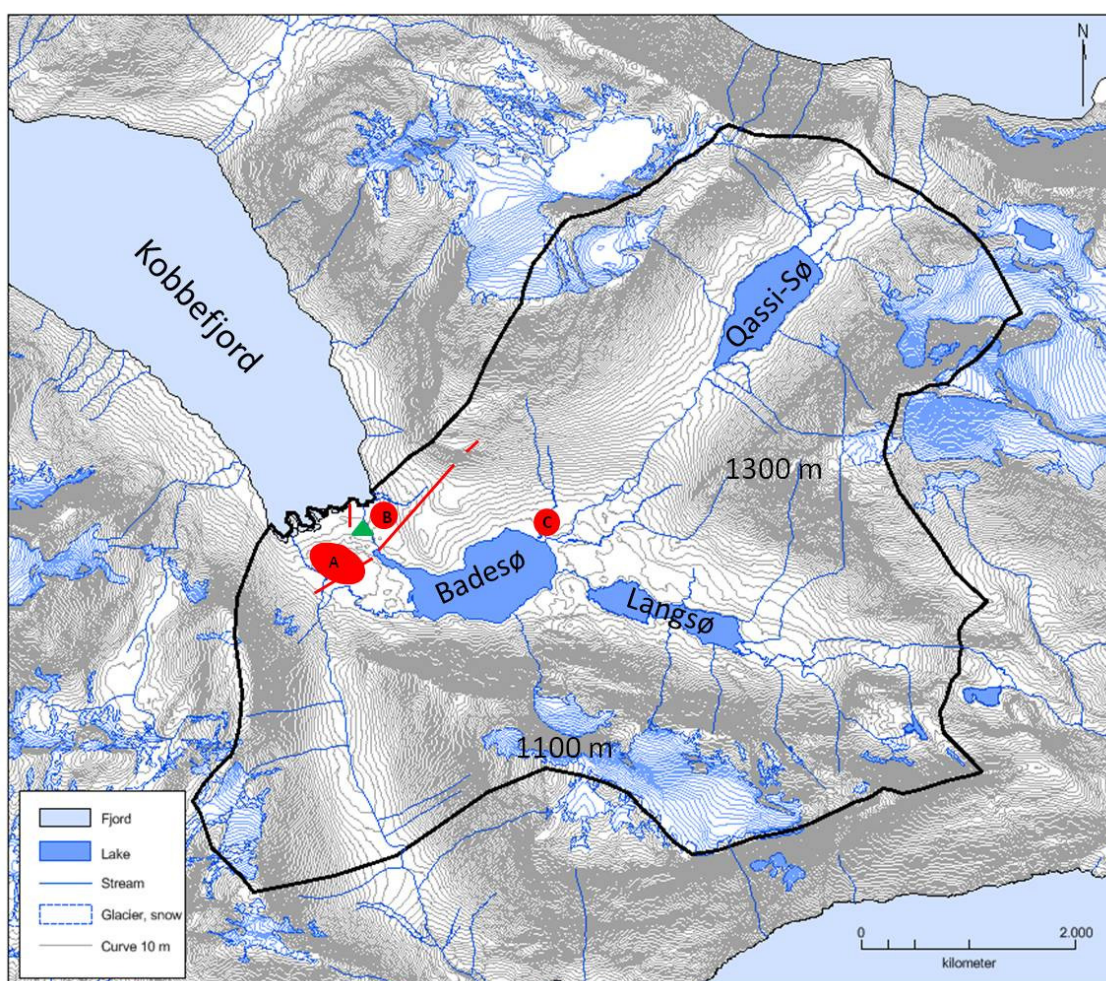 N
Kobbefjord
Qassi-Sø
1300 m
B
C
A
Badesø
Langsø
1100 m
Fjord
Lake
Stream
Glacier, snow
Curve 10 m
0 2.000
kilometer